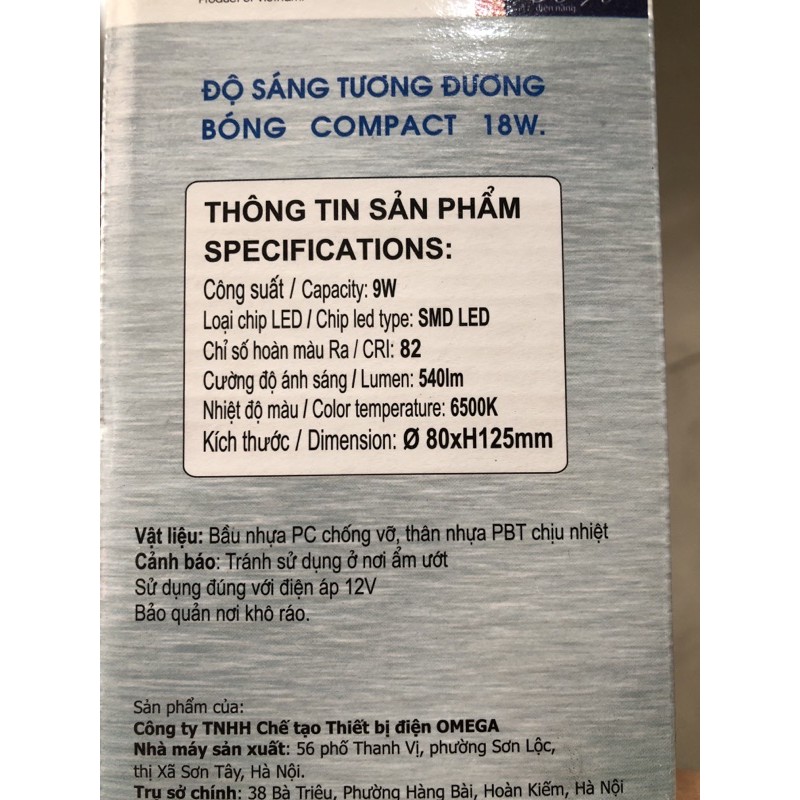 Product of Vietnam.
điện năng
ĐỘ SÁNG TƯƠNG ĐƯƠNG
BÓNG COMPACT 18W.
THÔNG TIN SẢN PHẨM
SPECIFICATIONS:
Công suất / Capacity: 9W
Loại chip LED / Chip led type: SMD LED
Chỉ số hoàn màu Ra / CRI: 82
Cường độ ánh sáng / Lumen: 540lm
Nhiệt độ màu / Color temperature: 6500K
Kích thước / Dimension: Ø 80xH125mm
Vật liệu: Bầu nhựa PC chống vỡ, thân nhựa PBT chịu nhiệt
Cảnh báo: Tránh sử dụng ở nơi ẩm ướt
Sử dụng đúng với điện áp 12V
Bảo quản nơi khô ráo.
Sản phẩm của:
Công ty TNHH Chế tạo Thiết bị điện OMEGA
Nhà máy sản xuất: 56 phố Thanh Vị, phường Sơn Lộc,
thị Xã Sơn Tây, Hà Nội.
Trụ sở chính: 38 Bà Triệu, Phường Hàng Bài, Hoàn Kiếm, Hà Nội